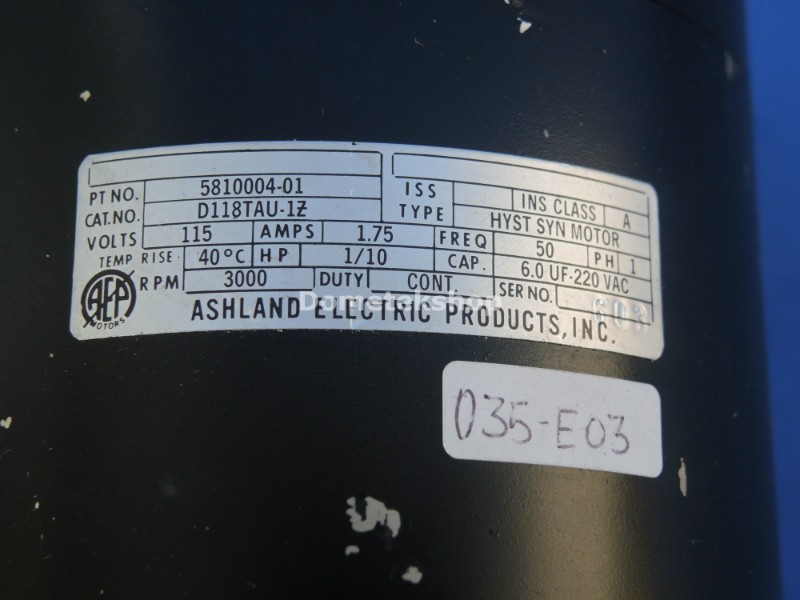 PT NO. 5810004-01 ISS INS CLASS A
CAT.NO. D118TAU-1Z TYPE HYST SYN MOTOR
VOLTS 115 AMPS 1.75 FREQ 50 PH 1
TEMP RISE 40°C HP 1/10 CAP. 6.0 UF-220 VAC
RPM 3000 DUTY CONT. SER NO.
AEP MOTORS
ASHLAND ELECTRIC PRODUCTS, INC.
Dometekshop
035-E03